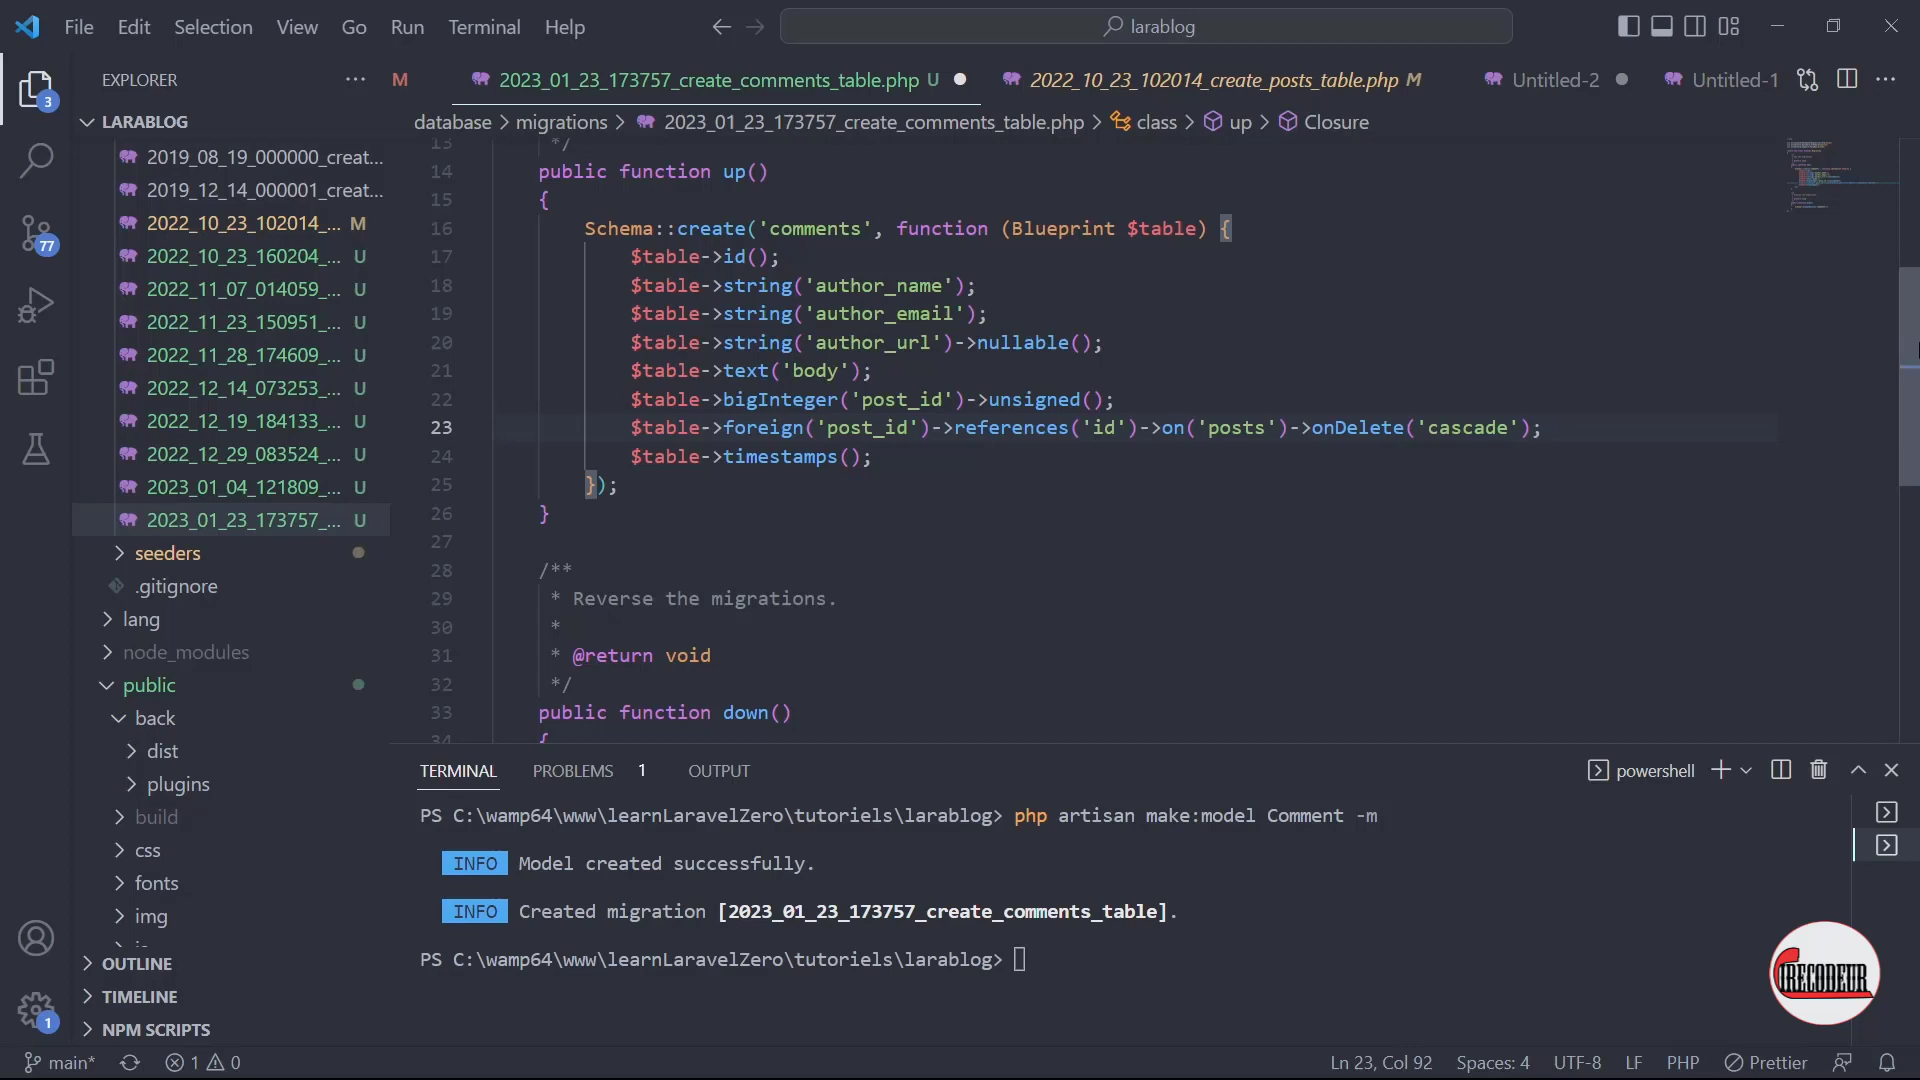 File Edit Selection View Go Run Terminal Help
larablog
EXPLORER
3
M
2023_01_23_173757_create_comments_table.php U
2022_10_23_102014_create_posts_table.php M
Untitled-2
Untitled-1
LARABLOG
database > migrations > 2023_01_23_173757_create_comments_table.php > class > up > Closure
2019_08_19_000000_creat...
2019_12_14_000001_creat...
2022_10_23_102014_... M
77
2022_10_23_160204_... U
2022_11_07_014059_... U
2022_11_23_150951_... U
2022_11_28_174609_... U
2022_12_14_073253_... U
2022_12_19_184133_... U
2022_12_29_083524_... U
2023_01_04_121809_... U
2023_01_23_173757_... U
seeders
.gitignore
lang
node_modules
public
back
dist
plugins
build
css
fonts
img
OUTLINE
TIMELINE
NPM SCRIPTS
1
13 */
14 public function up()
15 {
16 Schema::create('comments', function (Blueprint $table) {
17 $table->id();
18 $table->string('author_name');
19 $table->string('author_email');
20 $table->string('author_url')->nullable();
21 $table->text('body');
22 $table->bigInteger('post_id')->unsigned();
23 $table->foreign('post_id')->references('id')->on('posts')->onDelete('cascade');
24 $table->timestamps();
25 });
26 }
27
28 /**
29 * Reverse the migrations.
30 *
31 * @return void
32 */
33 public function down()
34 {
TERMINAL PROBLEMS 1 OUTPUT
powershell
PS C:\wamp64\www\learnLaravelZero\tutoriels\larablog> php artisan make:model Comment -m
INFO Model created successfully.
INFO Created migration [2023_01_23_173757_create_comments_table].
PS C:\wamp64\www\learnLaravelZero\tutoriels\larablog>
IRECODEUR
main* 1 0
Ln 23, Col 92 Spaces: 4 UTF-8 LF PHP Prettier